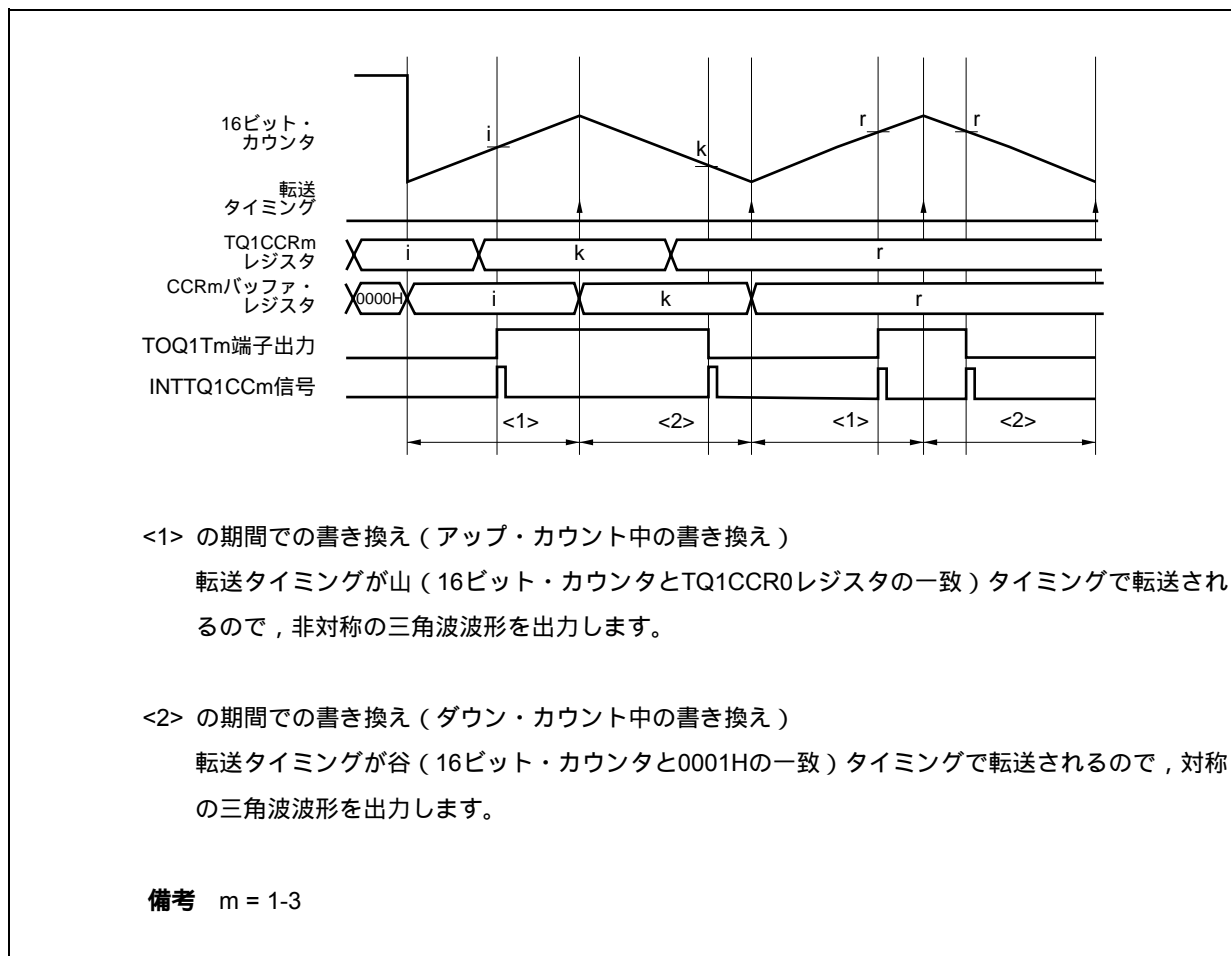 16ビット・
カウンタ
i
k
r
r
転送
タイミング
TQ1CCRm
レジスタ
i
k
r
CCRmバッファ・
レジスタ
0000H
i
k
r
TOQ1Tm端子出力
INTTQ1CCm信号
<1>
<2>
<1>
<2>
<1> の期間での書き換え(アップ・カウント中の書き換え)
転送タイミングが山(16ビット・カウンタとTQ1CCR0レジスタの一致)タイミングで転送され
るので,非対称の三角波波形を出力します。
<2> の期間での書き換え(ダウン・カウント中の書き換え)
転送タイミングが谷(16ビット・カウンタと0001Hの一致)タイミングで転送されるので,対称
の三角波波形を出力します。
備考 m = 1-3